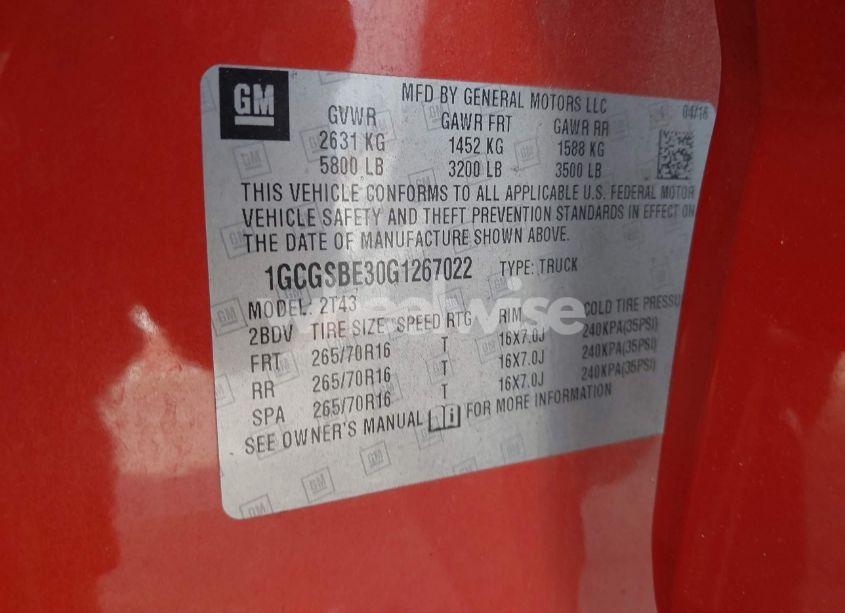 GM
MFD BY GENERAL MOTORS LLC
04/16
GVWR GAWR FRT GAWR RR
2631 KG 1452 KG 1588 KG
5800 LB 3200 LB 3500 LB
THIS VEHICLE CONFORMS TO ALL APPLICABLE U.S. FEDERAL MOTOR
VEHICLE SAFETY AND THEFT PREVENTION STANDARDS IN EFFECT ON
THE DATE OF MANUFACTURE SHOWN ABOVE.
1GCGSBE30G1267022 TYPE: TRUCK
MODEL: 2T43
2BDV TIRE SIZE SPEED RTG RIM COLD TIRE PRESSU
FRT 265/70R16 T 16X7.0J 240KPA(35PSI)
RR 265/70R16 T 16X7.0J 240KPA(35PSI)
SPA 265/70R16 T 16X7.0J 240KPA(35PSI)
SEE OWNER'S MANUAL FOR MORE INFORMATION